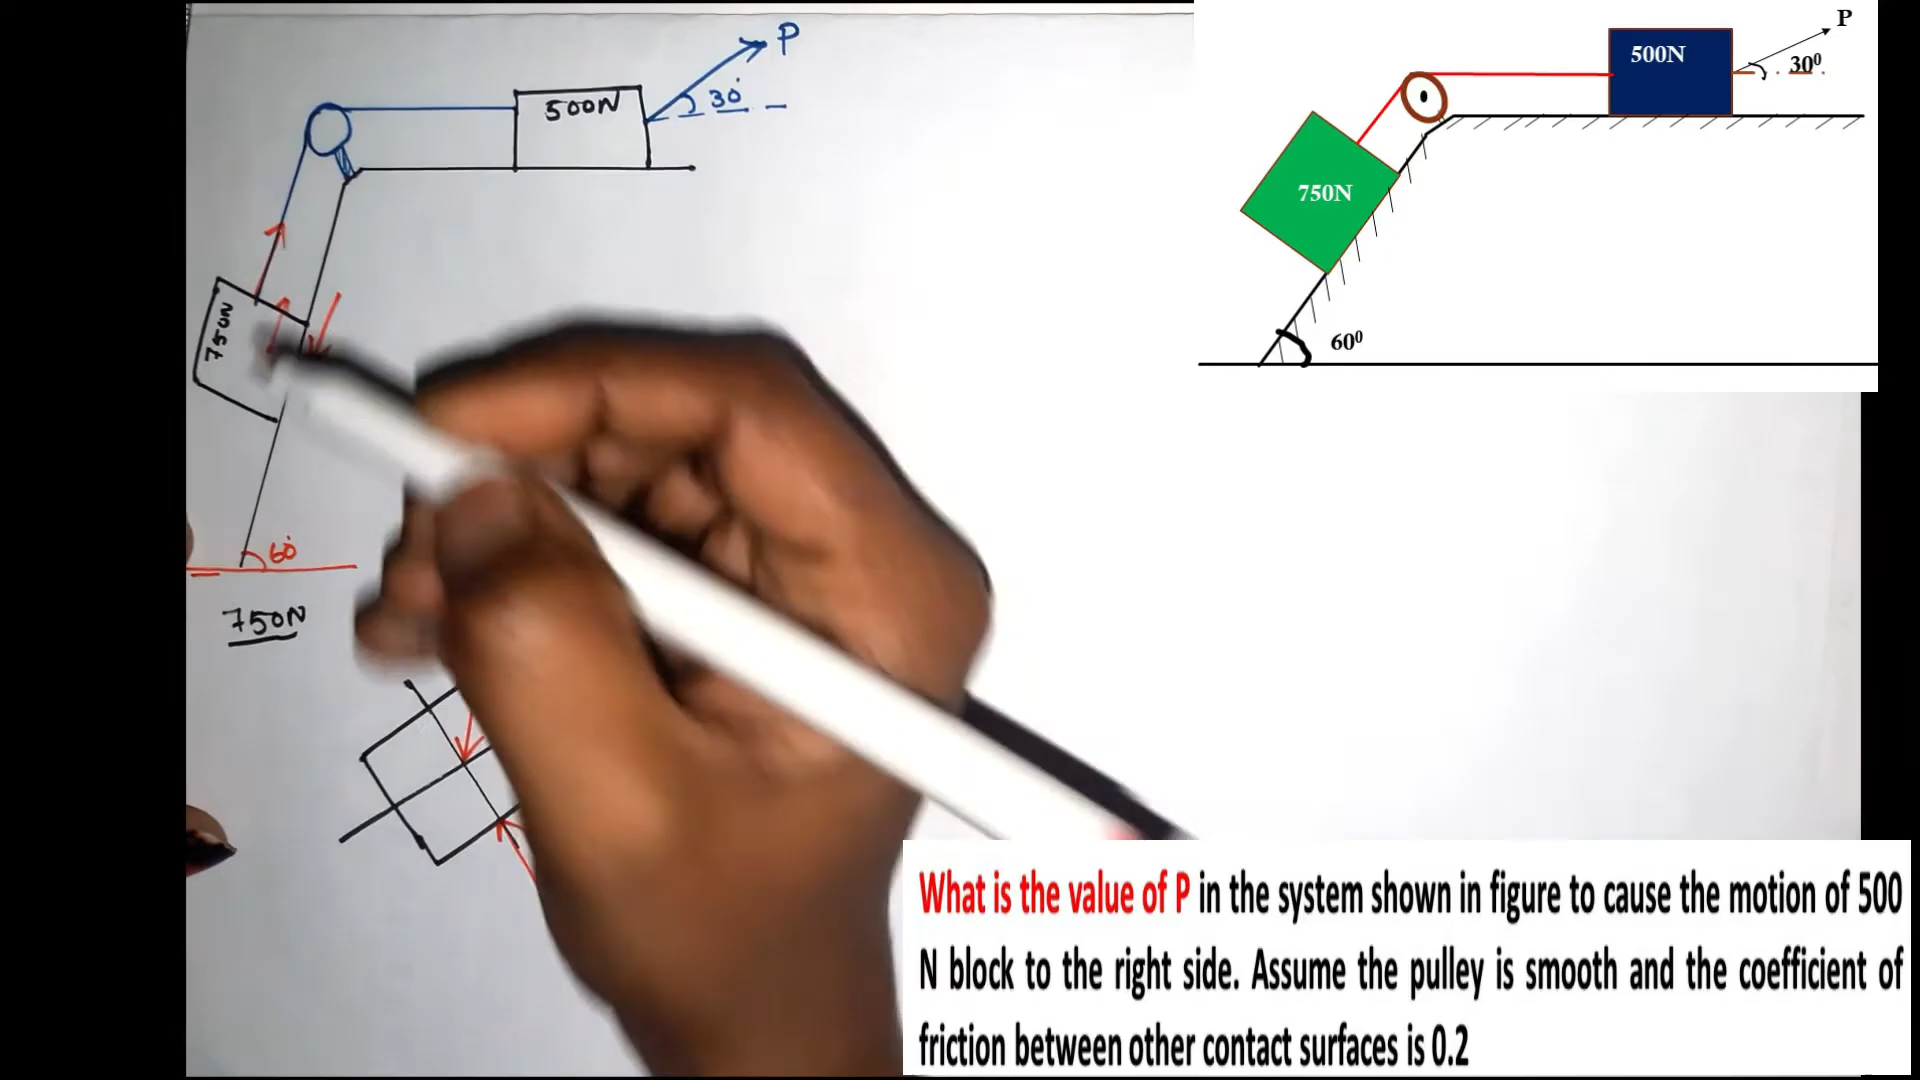 P
500N
30°
750N
60°
750N
P
500N
30⁰
750N
60⁰
What is the value of P in the system shown in figure to cause the motion of 500
N block to the right side. Assume the pulley is smooth and the coefficient of
friction between other contact surfaces is 0.2